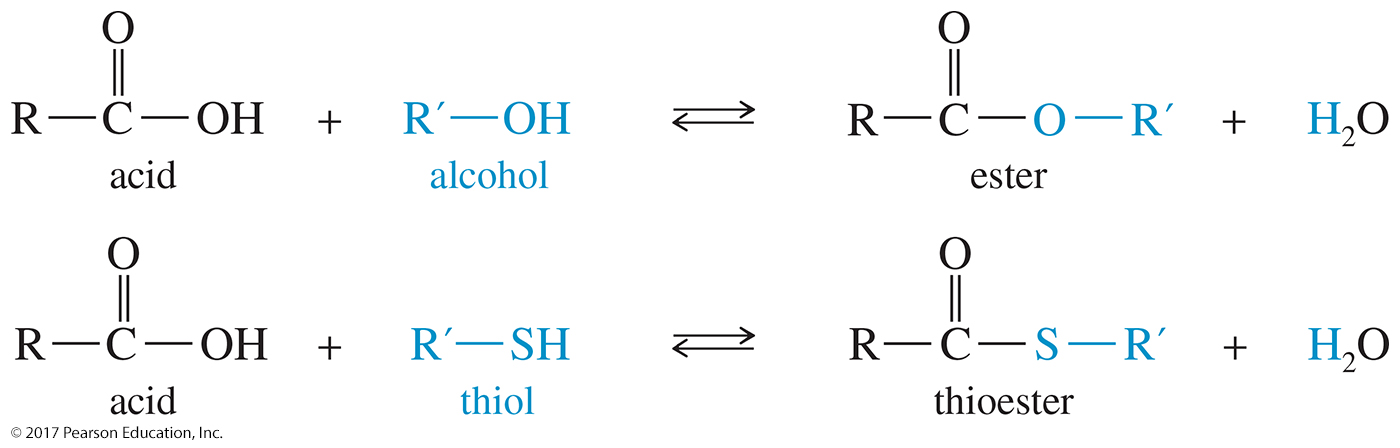 O
R—C—OH + R′—OH ⇌ R—C—O—R′ + H₂O
O
acid alcohol ester
O
R—C—OH + R′—SH ⇌ R—C—S—R′ + H₂O
O
acid thiol thioester
© 2017 Pearson Education, Inc.